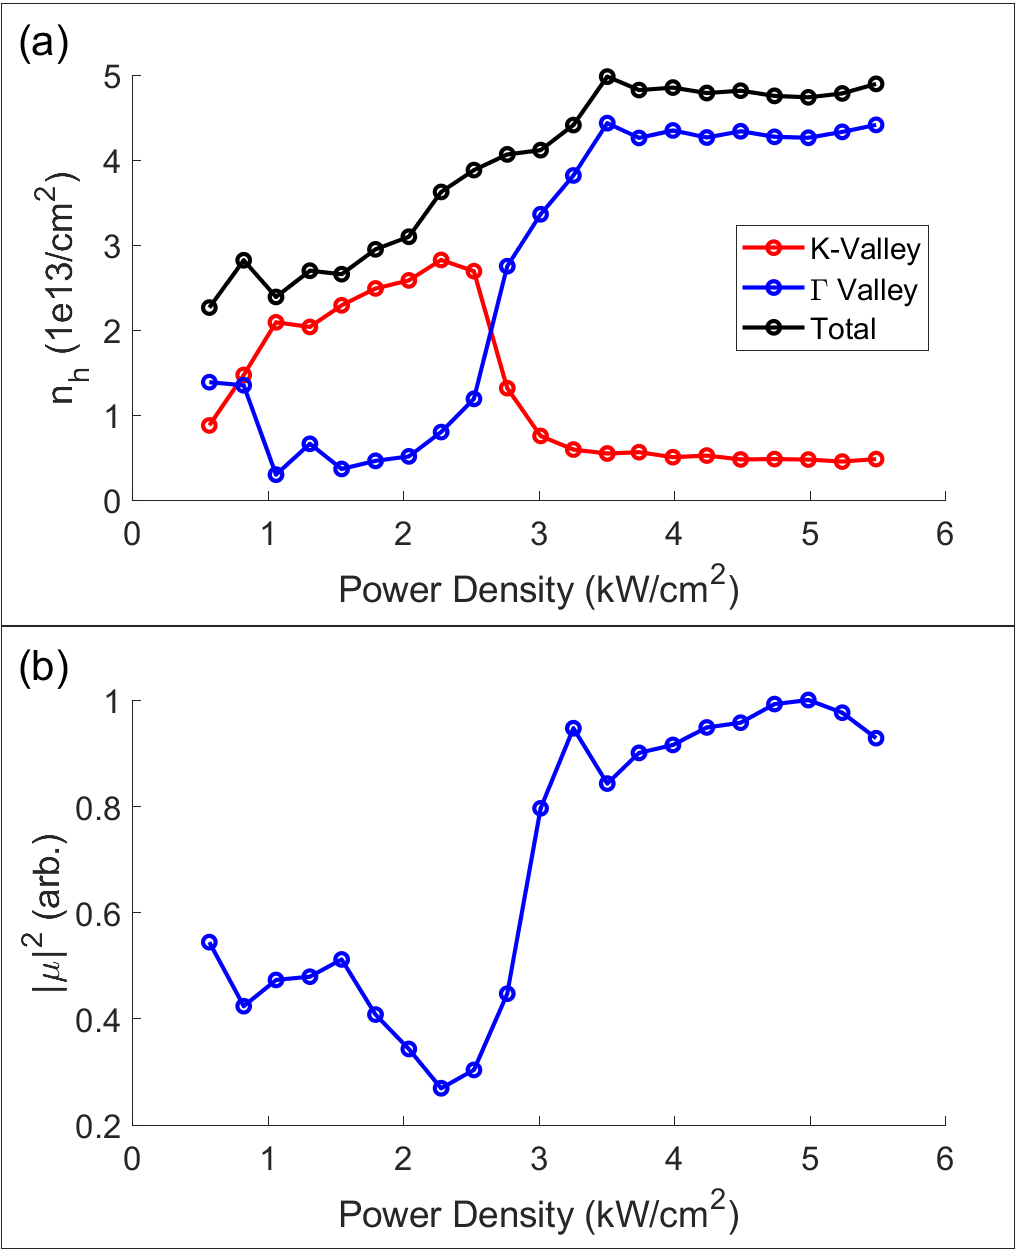 (a)
5
4
3
2
1
0
n_h (1e13/cm^2)
K-Valley
Γ Valley
Total
0 1 2 3 4 5 6
Power Density (kW/cm^2)
(b)
1
0.8
0.6
0.4
0.2
|μ|^2 (arb.)
0 1 2 3 4 5 6
Power Density (kW/cm^2)